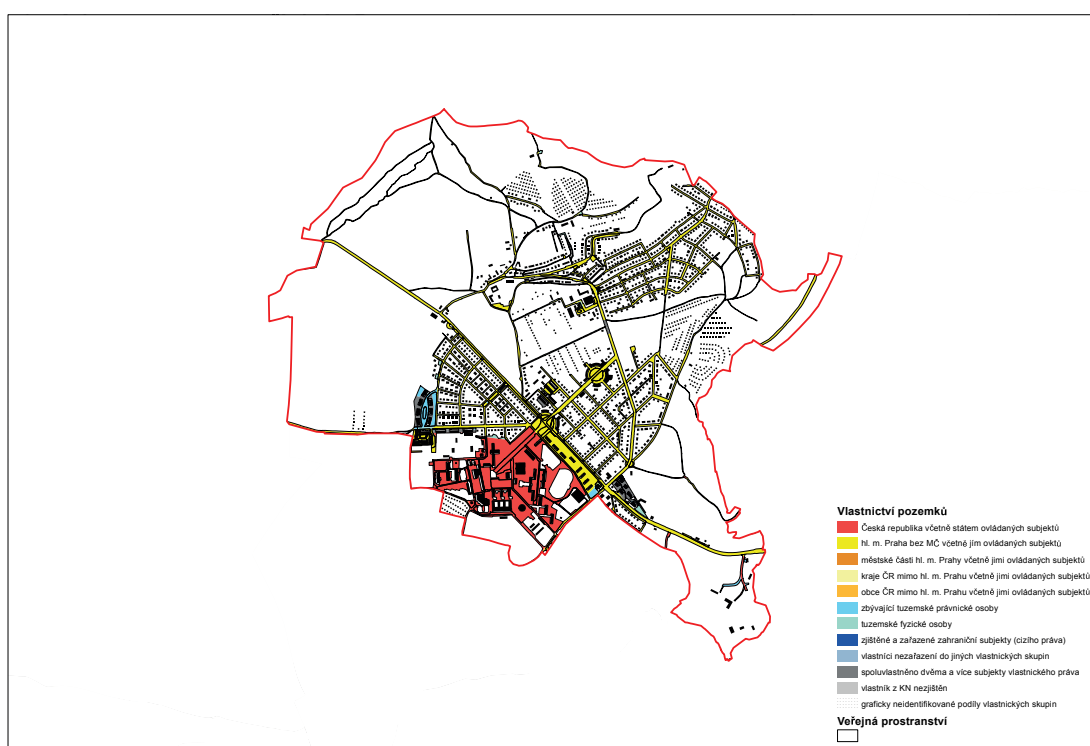 Vlastnictví pozemků
Česká republika včetně státem ovládaných subjektů
hl. m. Praha bez MČ včetně jím ovládaných subjektů
městské části hl. m. Prahy včetně jimi ovládaných subjektů
kraje ČR mimo hl. m. Prahu včetně jimi ovládaných subjektů
obce ČR mimo hl. m. Prahu včetně jimi ovládaných subjektů
zbývající tuzemské právnické osoby
tuzemské fyzické osoby
zjištěné a zařazené zahraniční subjekty (cizího práva)
vlastníci nezařazení do jiných vlastnických skupin
spoluvlastněno dvěma a více subjekty vlastnického práva
vlastník z KN nezjištěn
graficky neidentifikované podíly vlastnických skupin
Veřejná prostranství